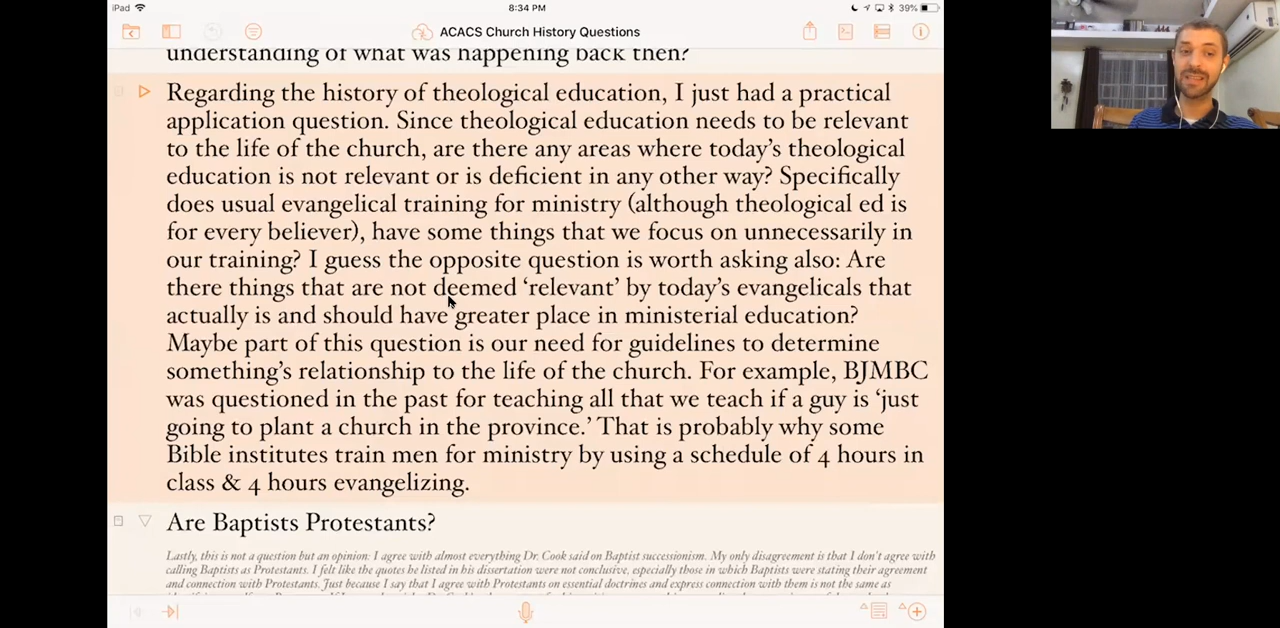 iPad
8:34 PM
39%
ACACS Church History Questions
understanding of what was happening back then?
Regarding the history of theological education, I just had a practical
application question. Since theological education needs to be relevant
to the life of the church, are there any areas where today's theological
education is not relevant or is deficient in any other way? Specifically
does usual evangelical training for ministry (although theological ed is
for every believer), have some things that we focus on unnecessarily in
our training? I guess the opposite question is worth asking also: Are
there things that are not deemed ‘relevant’ by today's evangelicals that
actually is and should have greater place in ministerial education?
Maybe part of this question is our need for guidelines to determine
something's relationship to the life of the church. For example, BJMBC
was questioned in the past for teaching all that we teach if a guy is ‘just
going to plant a church in the province.’ That is probably why some
Bible institutes train men for ministry by using a schedule of 4 hours in
class & 4 hours evangelizing.
Are Baptists Protestants?
Lastly, this is not a question but an opinion: I agree with almost everything Dr. Cook said on Baptist successionism. My only disagreement is that I don't agree with
calling Baptists as Protestants. I felt like the quotes he listed in his dissertation were not conclusive, especially those in which Baptists were stating their agreement
and connection with Protestants. Just because I say that I agree with Protestants on essential doctrines and express connection with them is not the same as